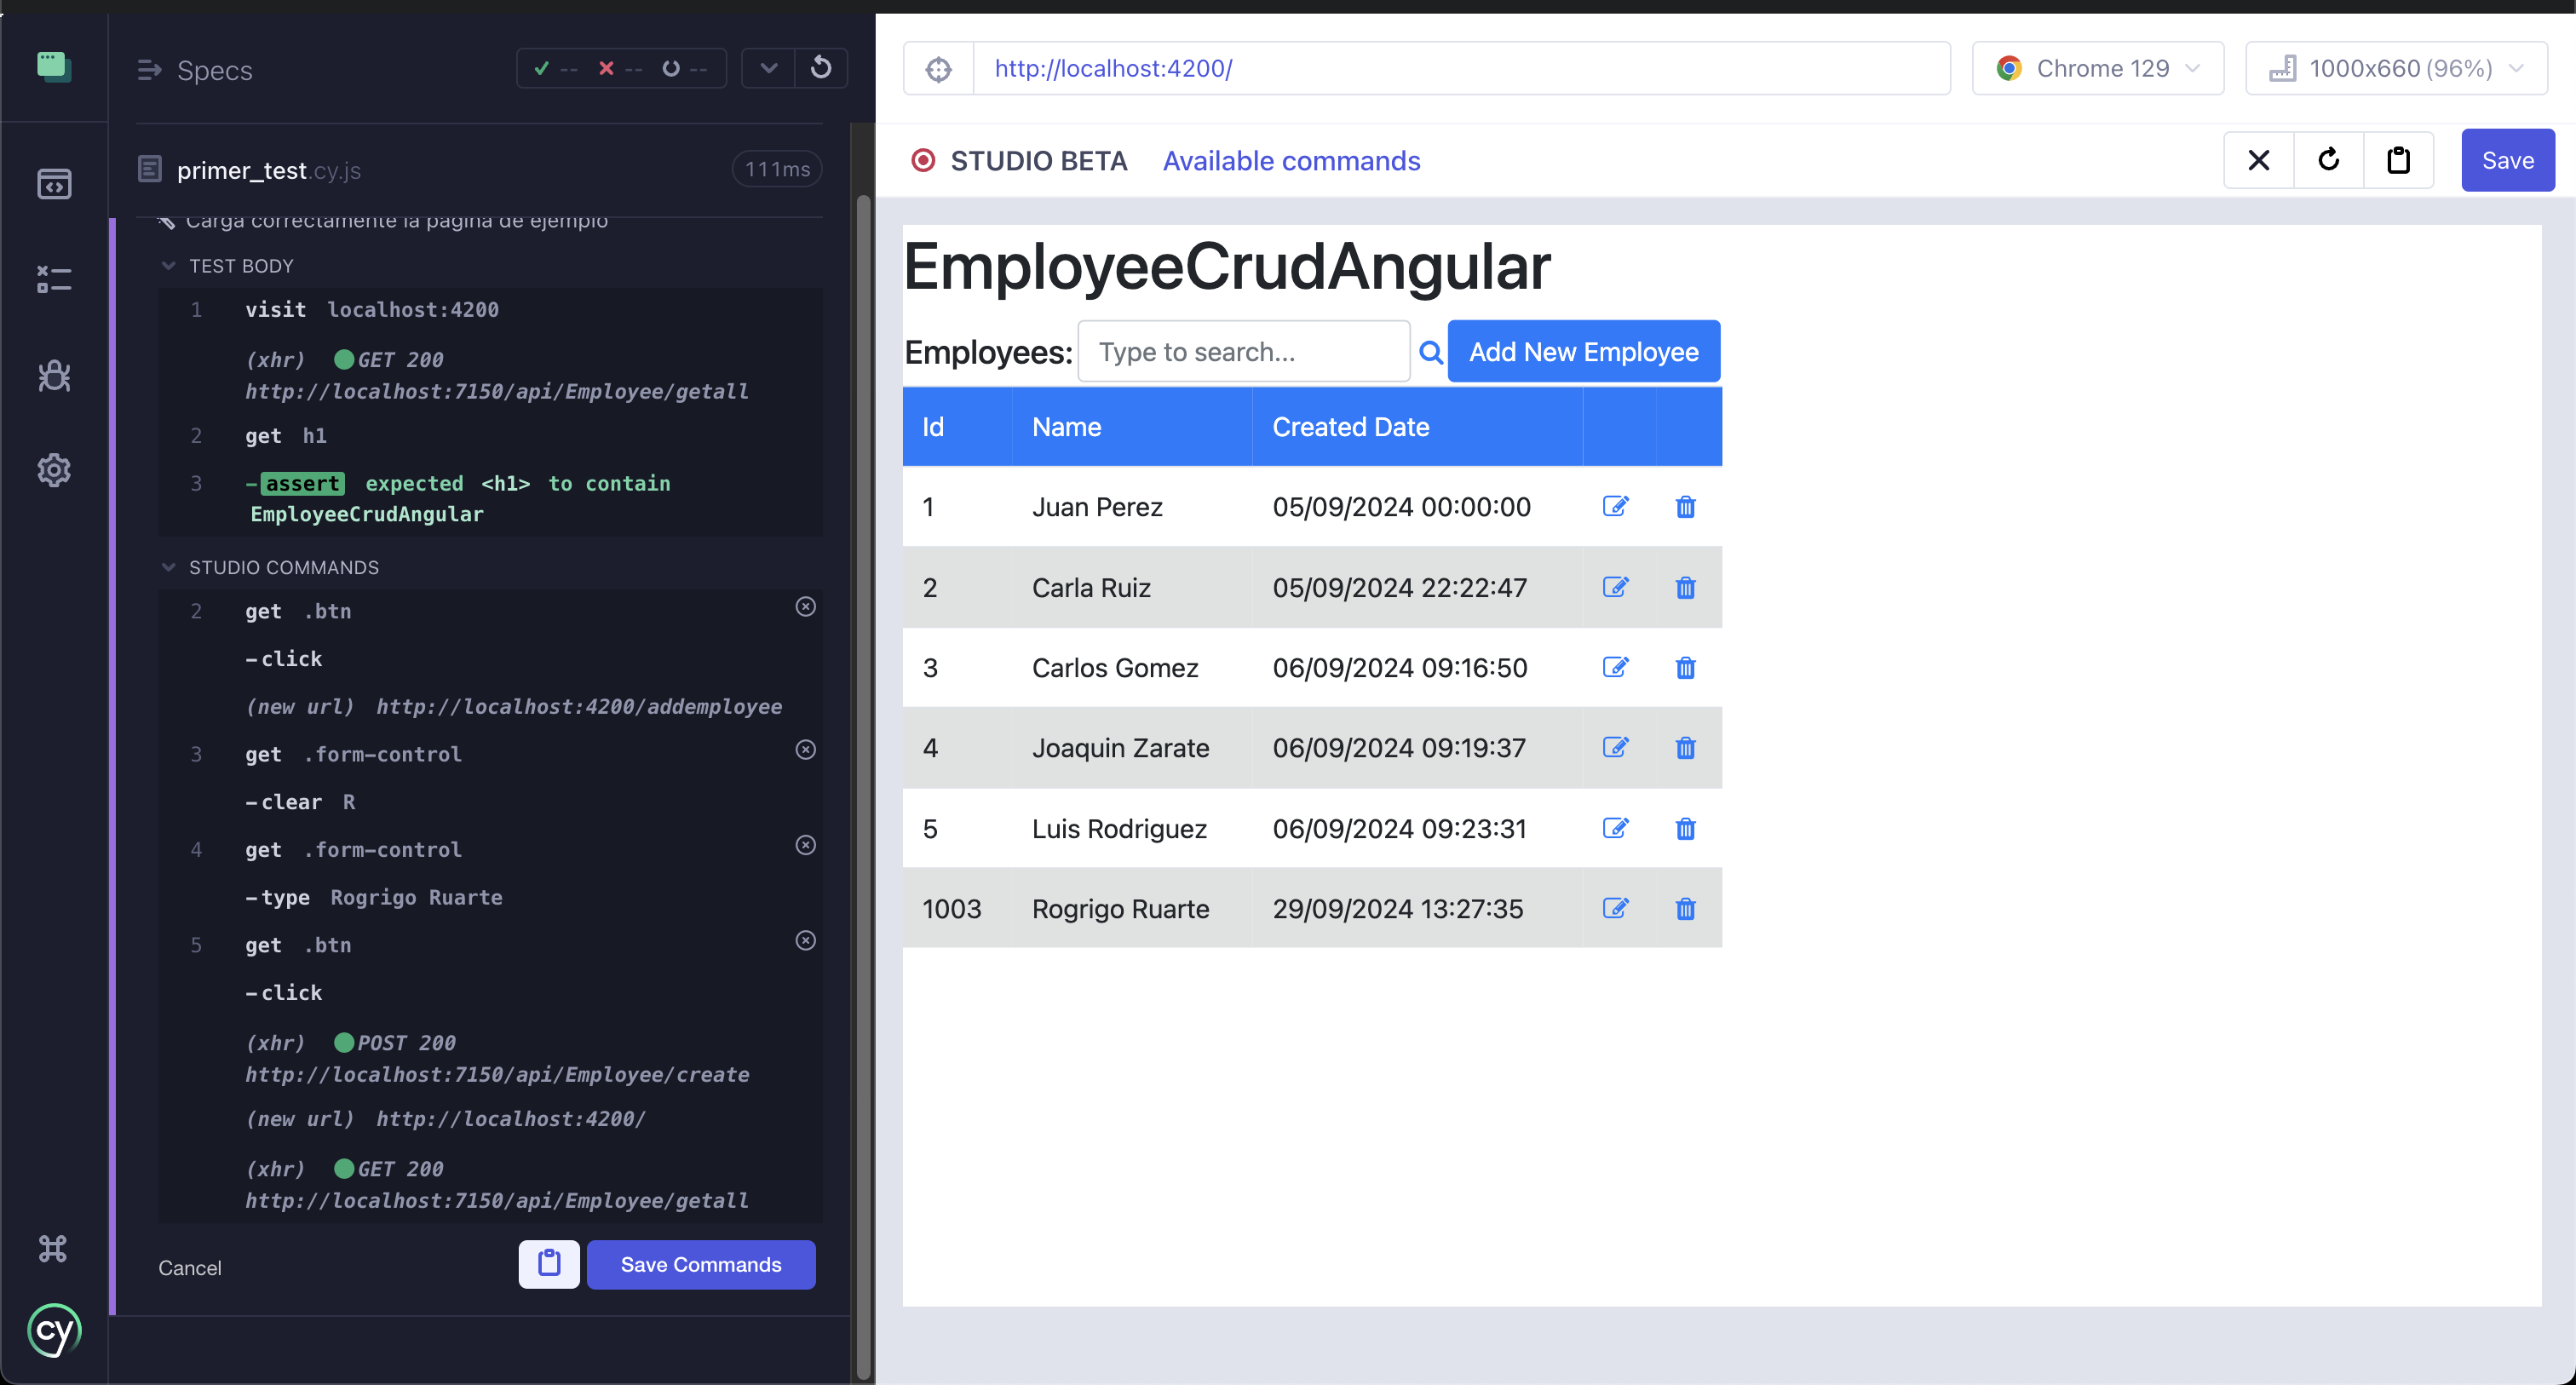 Specs
-- -- --
primer_test.cy.js 111ms
Carga correctamente la pagina de ejemplo
TEST BODY
1 visit localhost:4200
(xhr) GET 200
http://localhost:7150/api/Employee/getall
2 get h1
3 -assert expected <h1> to contain
EmployeeCrudAngular
STUDIO COMMANDS
2 get .btn
-click
(new url) http://localhost:4200/addemployee
3 get .form-control
-clear R
4 get .form-control
-type Rogrigo Ruarte
5 get .btn
-click
(xhr) POST 200
http://localhost:7150/api/Employee/create
(new url) http://localhost:4200/
(xhr) GET 200
http://localhost:7150/api/Employee/getall
Cancel Save Commands
cy
http://localhost:4200/ Chrome 129 1000x660 (96%)
STUDIO BETA Available commands Save
EmployeeCrudAngular
Employees: Type to search... Add New Employee
Id Name Created Date
1 Juan Perez 05/09/2024 00:00:00
2 Carla Ruiz 05/09/2024 22:22:47
3 Carlos Gomez 06/09/2024 09:16:50
4 Joaquin Zarate 06/09/2024 09:19:37
5 Luis Rodriguez 06/09/2024 09:23:31
1003 Rogrigo Ruarte 29/09/2024 13:27:35